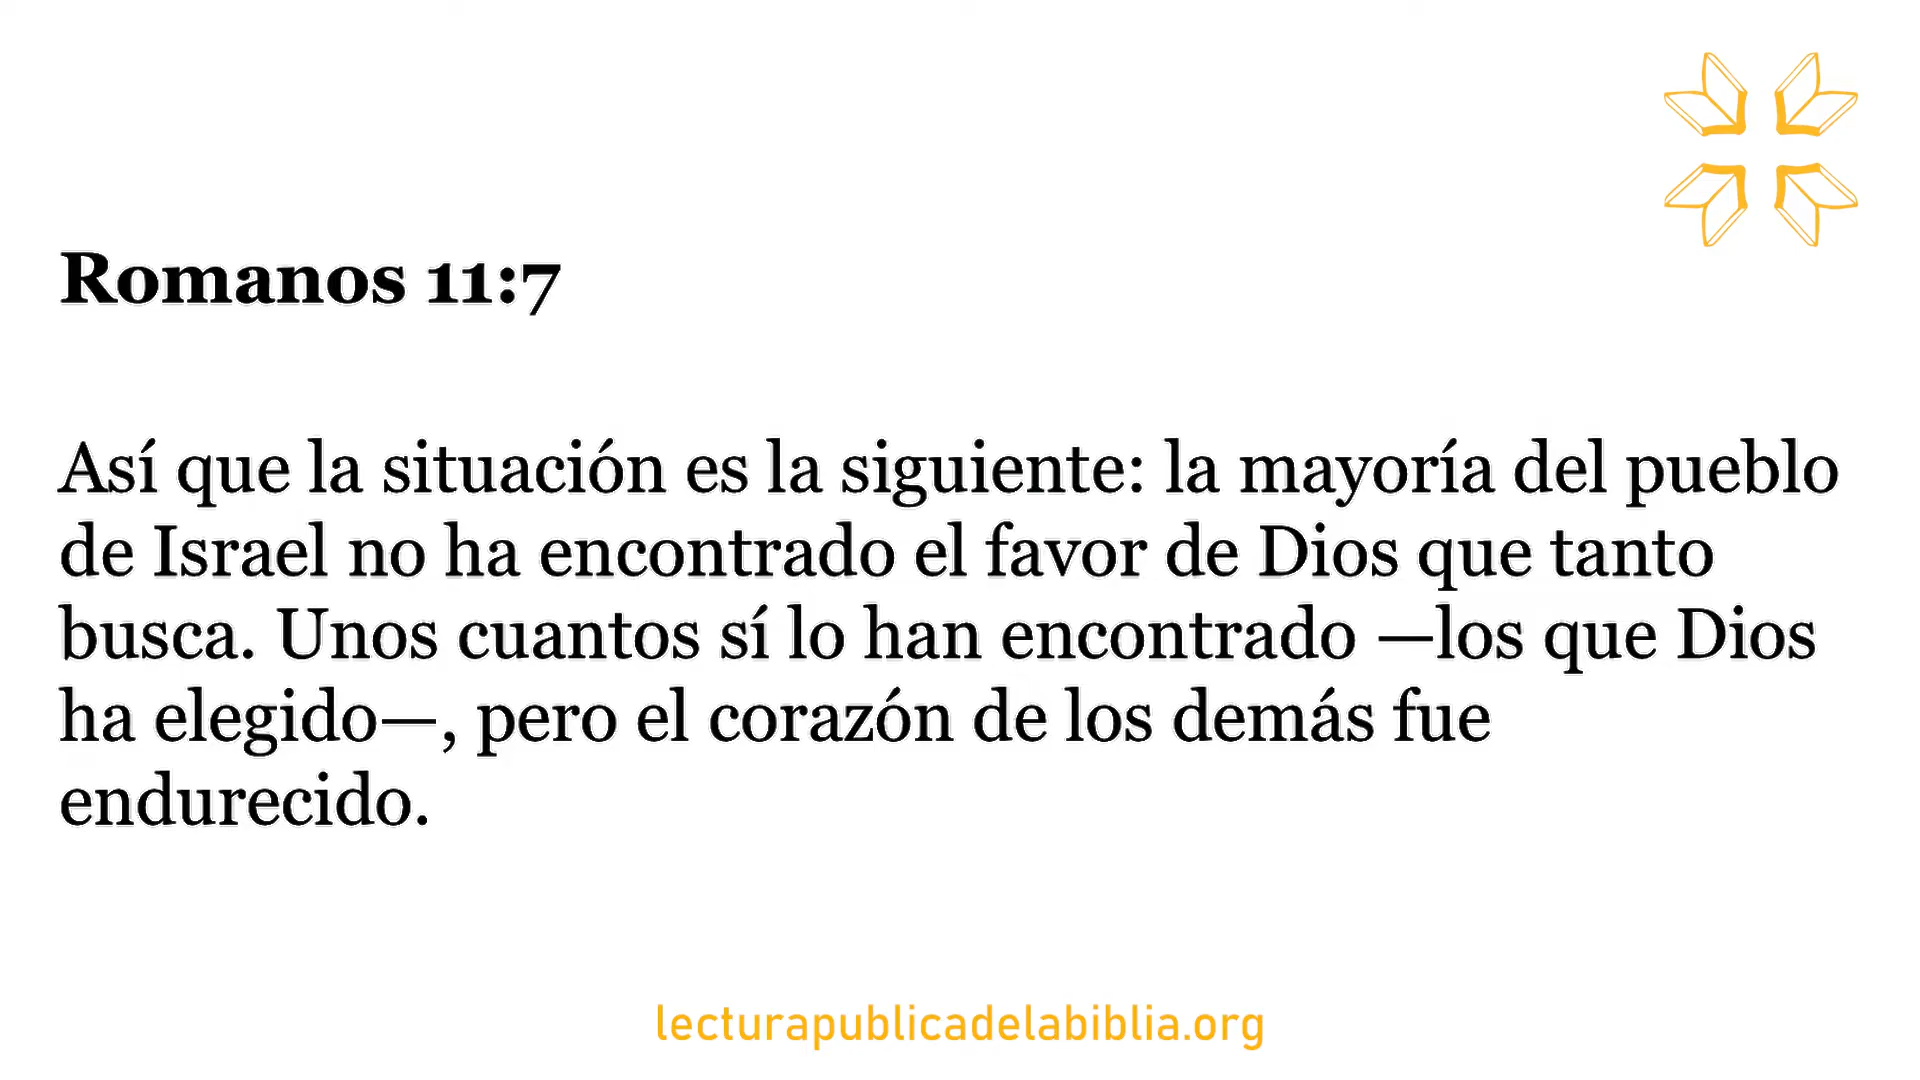 Romanos 11:7
Así que la situación es la siguiente: la mayoría del pueblo
de Israel no ha encontrado el favor de Dios que tanto
busca. Unos cuantos sí lo han encontrado —los que Dios
ha elegido—, pero el corazón de los demás fue
endurecido.
lecturapublicadelabiblia.org